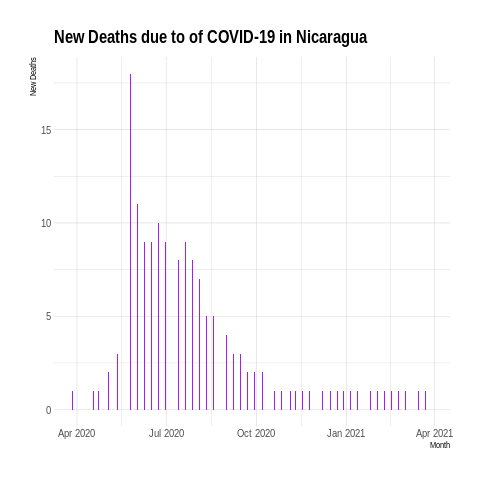 New Deaths due to of COVID-19 in Nicaragua
New Deaths
15
10
5
0
Apr 2020
Jul 2020
Oct 2020
Jan 2021
Apr 2021
Month